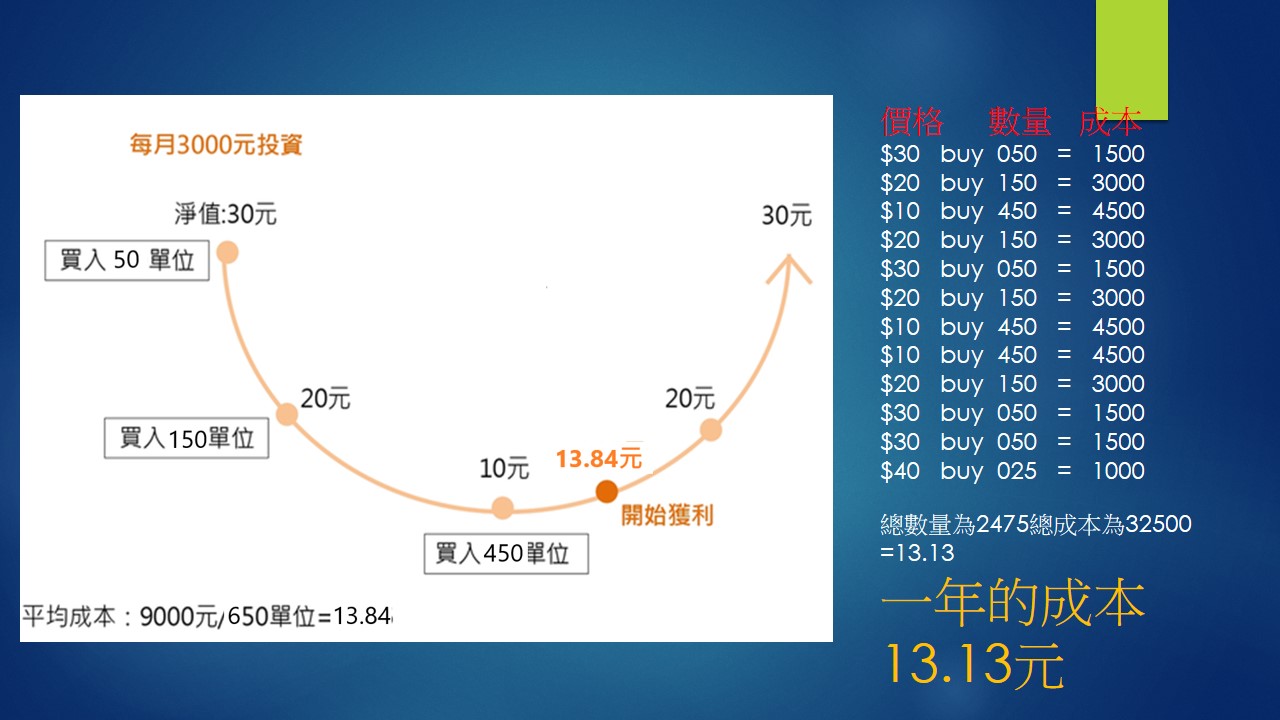 每月3000元投資
淨值:30元
買入 50 單位
20元
買入150單位
10元
買入450單位
13.84元
開始獲利
20元
30元
平均成本：9000元/650單位=13.84
價格 數量 成本
$30 buy 050 = 1500
$20 buy 150 = 3000
$10 buy 450 = 4500
$20 buy 150 = 3000
$30 buy 050 = 1500
$20 buy 150 = 3000
$10 buy 450 = 4500
$10 buy 450 = 4500
$20 buy 150 = 3000
$30 buy 050 = 1500
$30 buy 050 = 1500
$40 buy 025 = 1000
總數量為2475總成本為32500
=13.13
一年的成本
13.13元